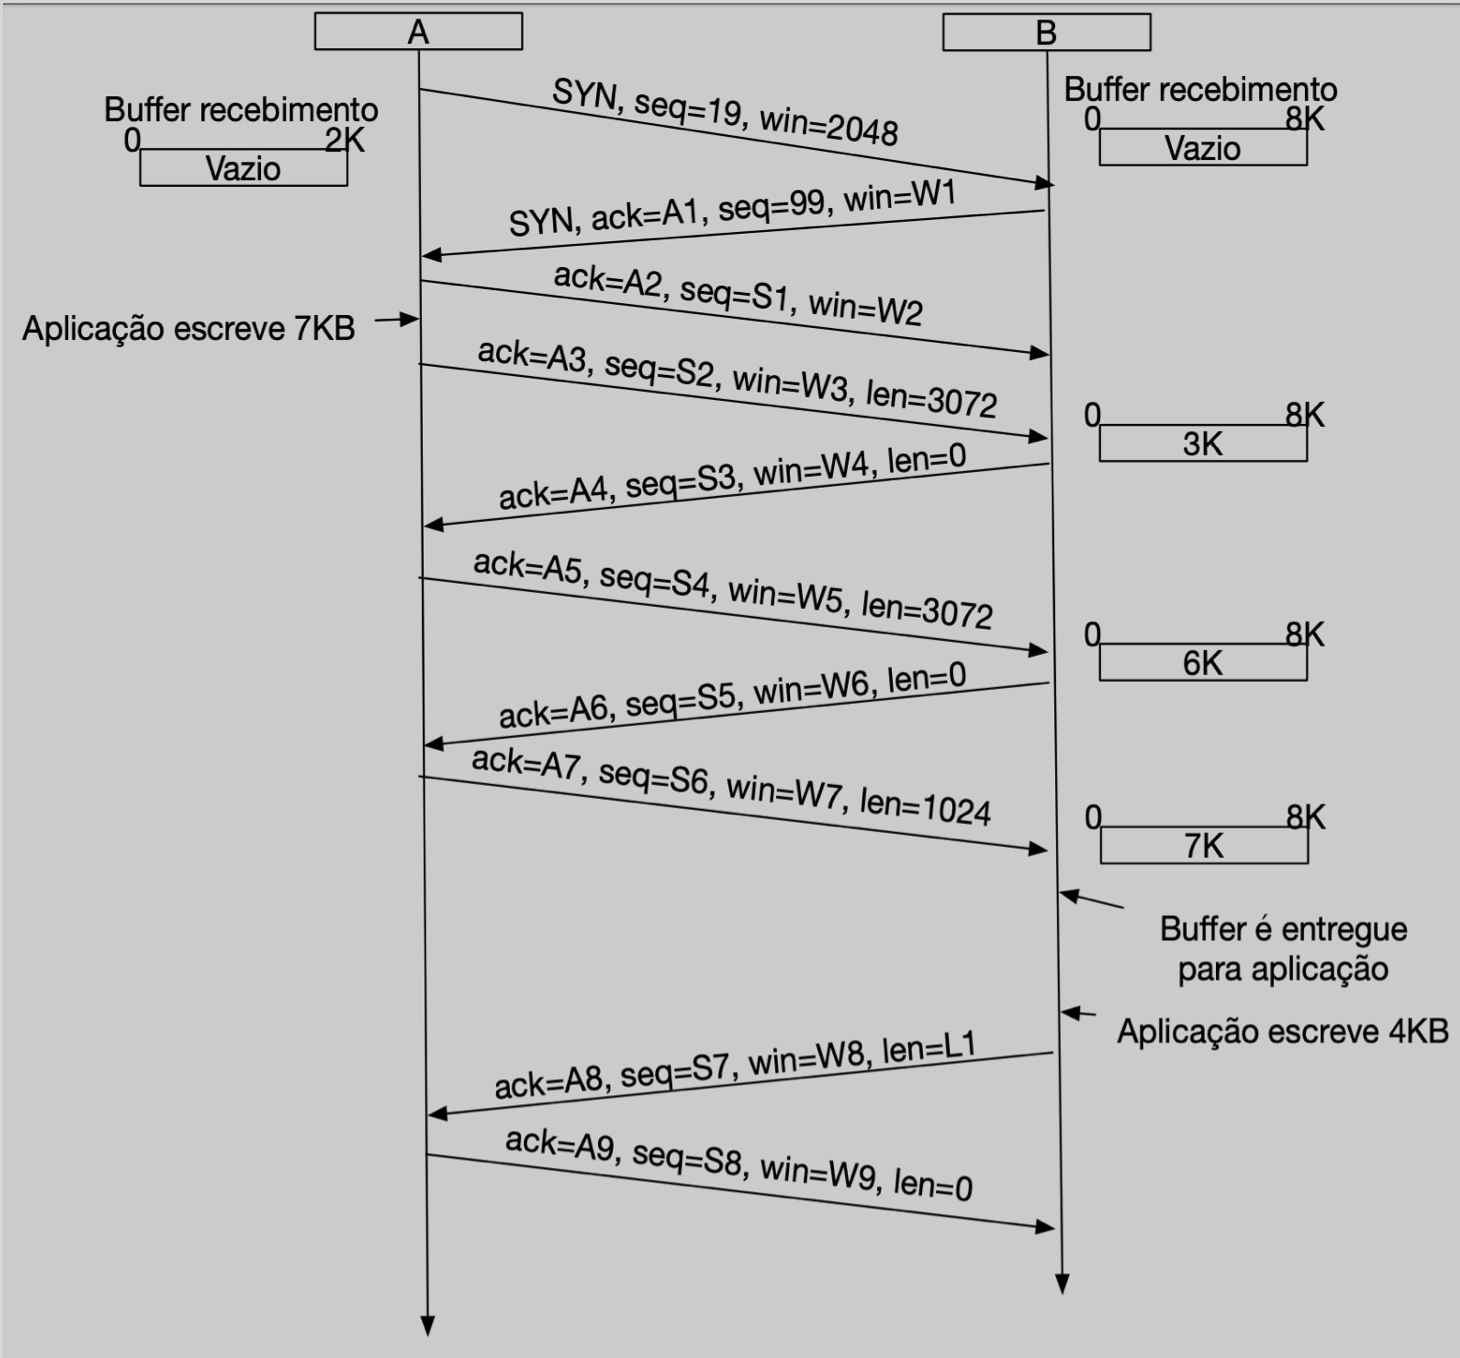 A
B
SYN, seq=19, win=2048
Buffer recebimento
0 2K
Vazio
Buffer recebimento
0 8K
Vazio
SYN, ack=A1, seq=99, win=W1
ack=A2, seq=S1, win=W2
Aplicação escreve 7KB
ack=A3, seq=S2, win=W3, len=3072
0 8K
3K
ack=A4, seq=S3, win=W4, len=0
ack=A5, seq=S4, win=W5, len=3072
0 8K
6K
ack=A6, seq=S5, win=W6, len=0
ack=A7, seq=S6, win=W7, len=1024
0 8K
7K
Buffer é entregue
para aplicação
Aplicação escreve 4KB
ack=A8, seq=S7, win=W8, len=L1
ack=A9, seq=S8, win=W9, len=0